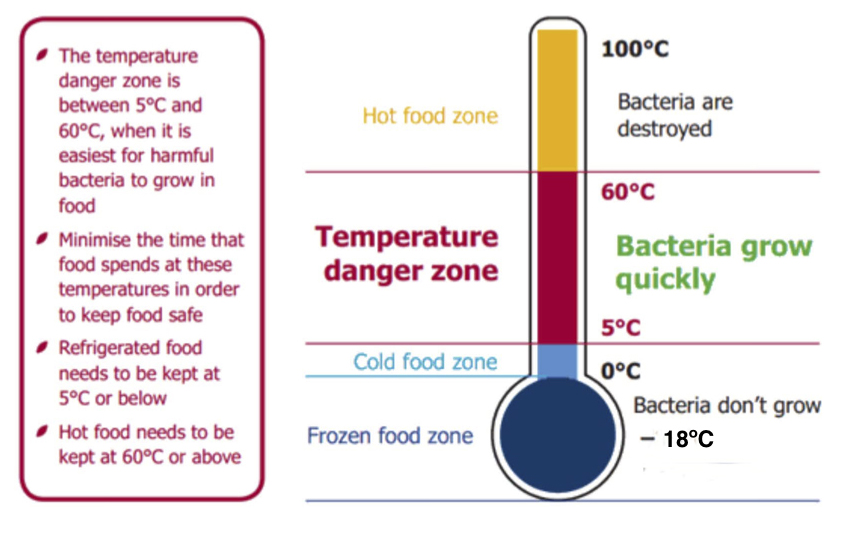 The temperature
danger zone is
between 5°C and
60°C, when it is
easiest for harmful
bacteria to grow in
food
Minimise the time that
food spends at these
temperatures in order
to keep food safe
Refrigerated food
needs to be kept at
5°C or below
Hot food needs to be
kept at 60°C or above
100°C
Hot food zone
Bacteria are
destroyed
60°C
Temperature
danger zone
Bacteria grow
quickly
5°C
Cold food zone
0°C
Bacteria don't grow
Frozen food zone
– 18°C